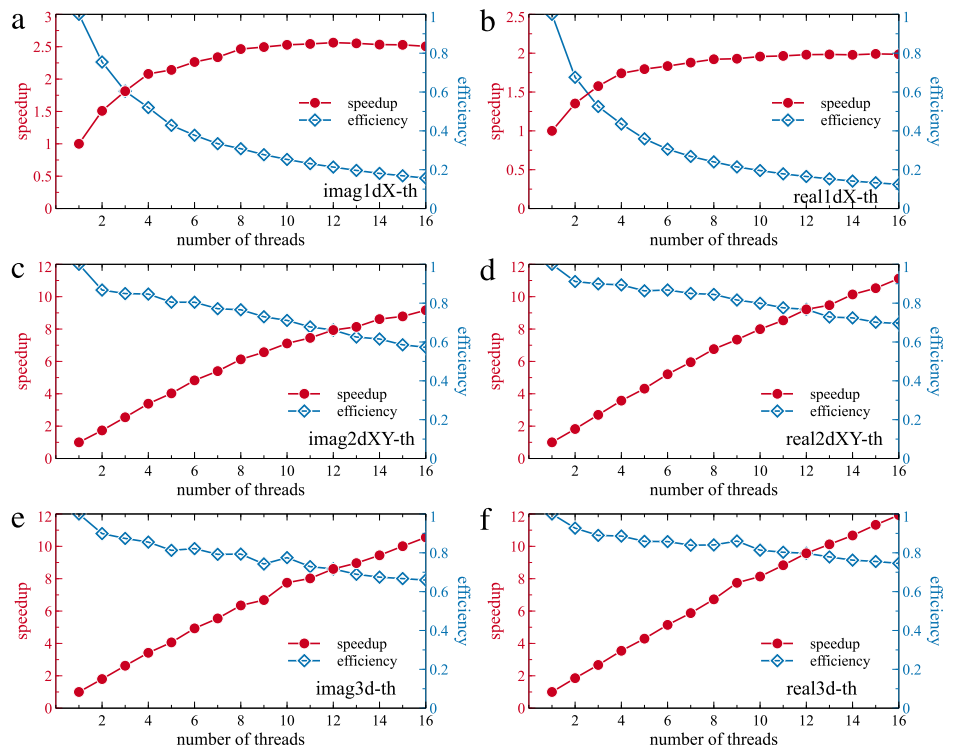 a
3
2.5
2
1.5
1
0.5
0
speedup
1
0.8
0.6
0.4
0.2
0
efficiency
speedup
efficiency
imag1dX-th
2 4 6 8 10 12 14 16
number of threads
b
2.5
2
1.5
1
0.5
0
speedup
1
0.8
0.6
0.4
0.2
0
efficiency
speedup
efficiency
real1dX-th
2 4 6 8 10 12 14 16
number of threads
c
12
10
8
6
4
2
0
speedup
1
0.8
0.6
0.4
0.2
0
efficiency
speedup
efficiency
imag2dXY-th
2 4 6 8 10 12 14 16
number of threads
d
12
10
8
6
4
2
0
speedup
1
0.8
0.6
0.4
0.2
0
efficiency
speedup
efficiency
real2dXY-th
2 4 6 8 10 12 14 16
number of threads
e
12
10
8
6
4
2
0
speedup
1
0.8
0.6
0.4
0.2
0
efficiency
speedup
efficiency
imag3d-th
2 4 6 8 10 12 14 16
number of threads
f
12
10
8
6
4
2
0
speedup
1
0.8
0.6
0.4
0.2
0
efficiency
speedup
efficiency
real3d-th
2 4 6 8 10 12 14 16
number of threads